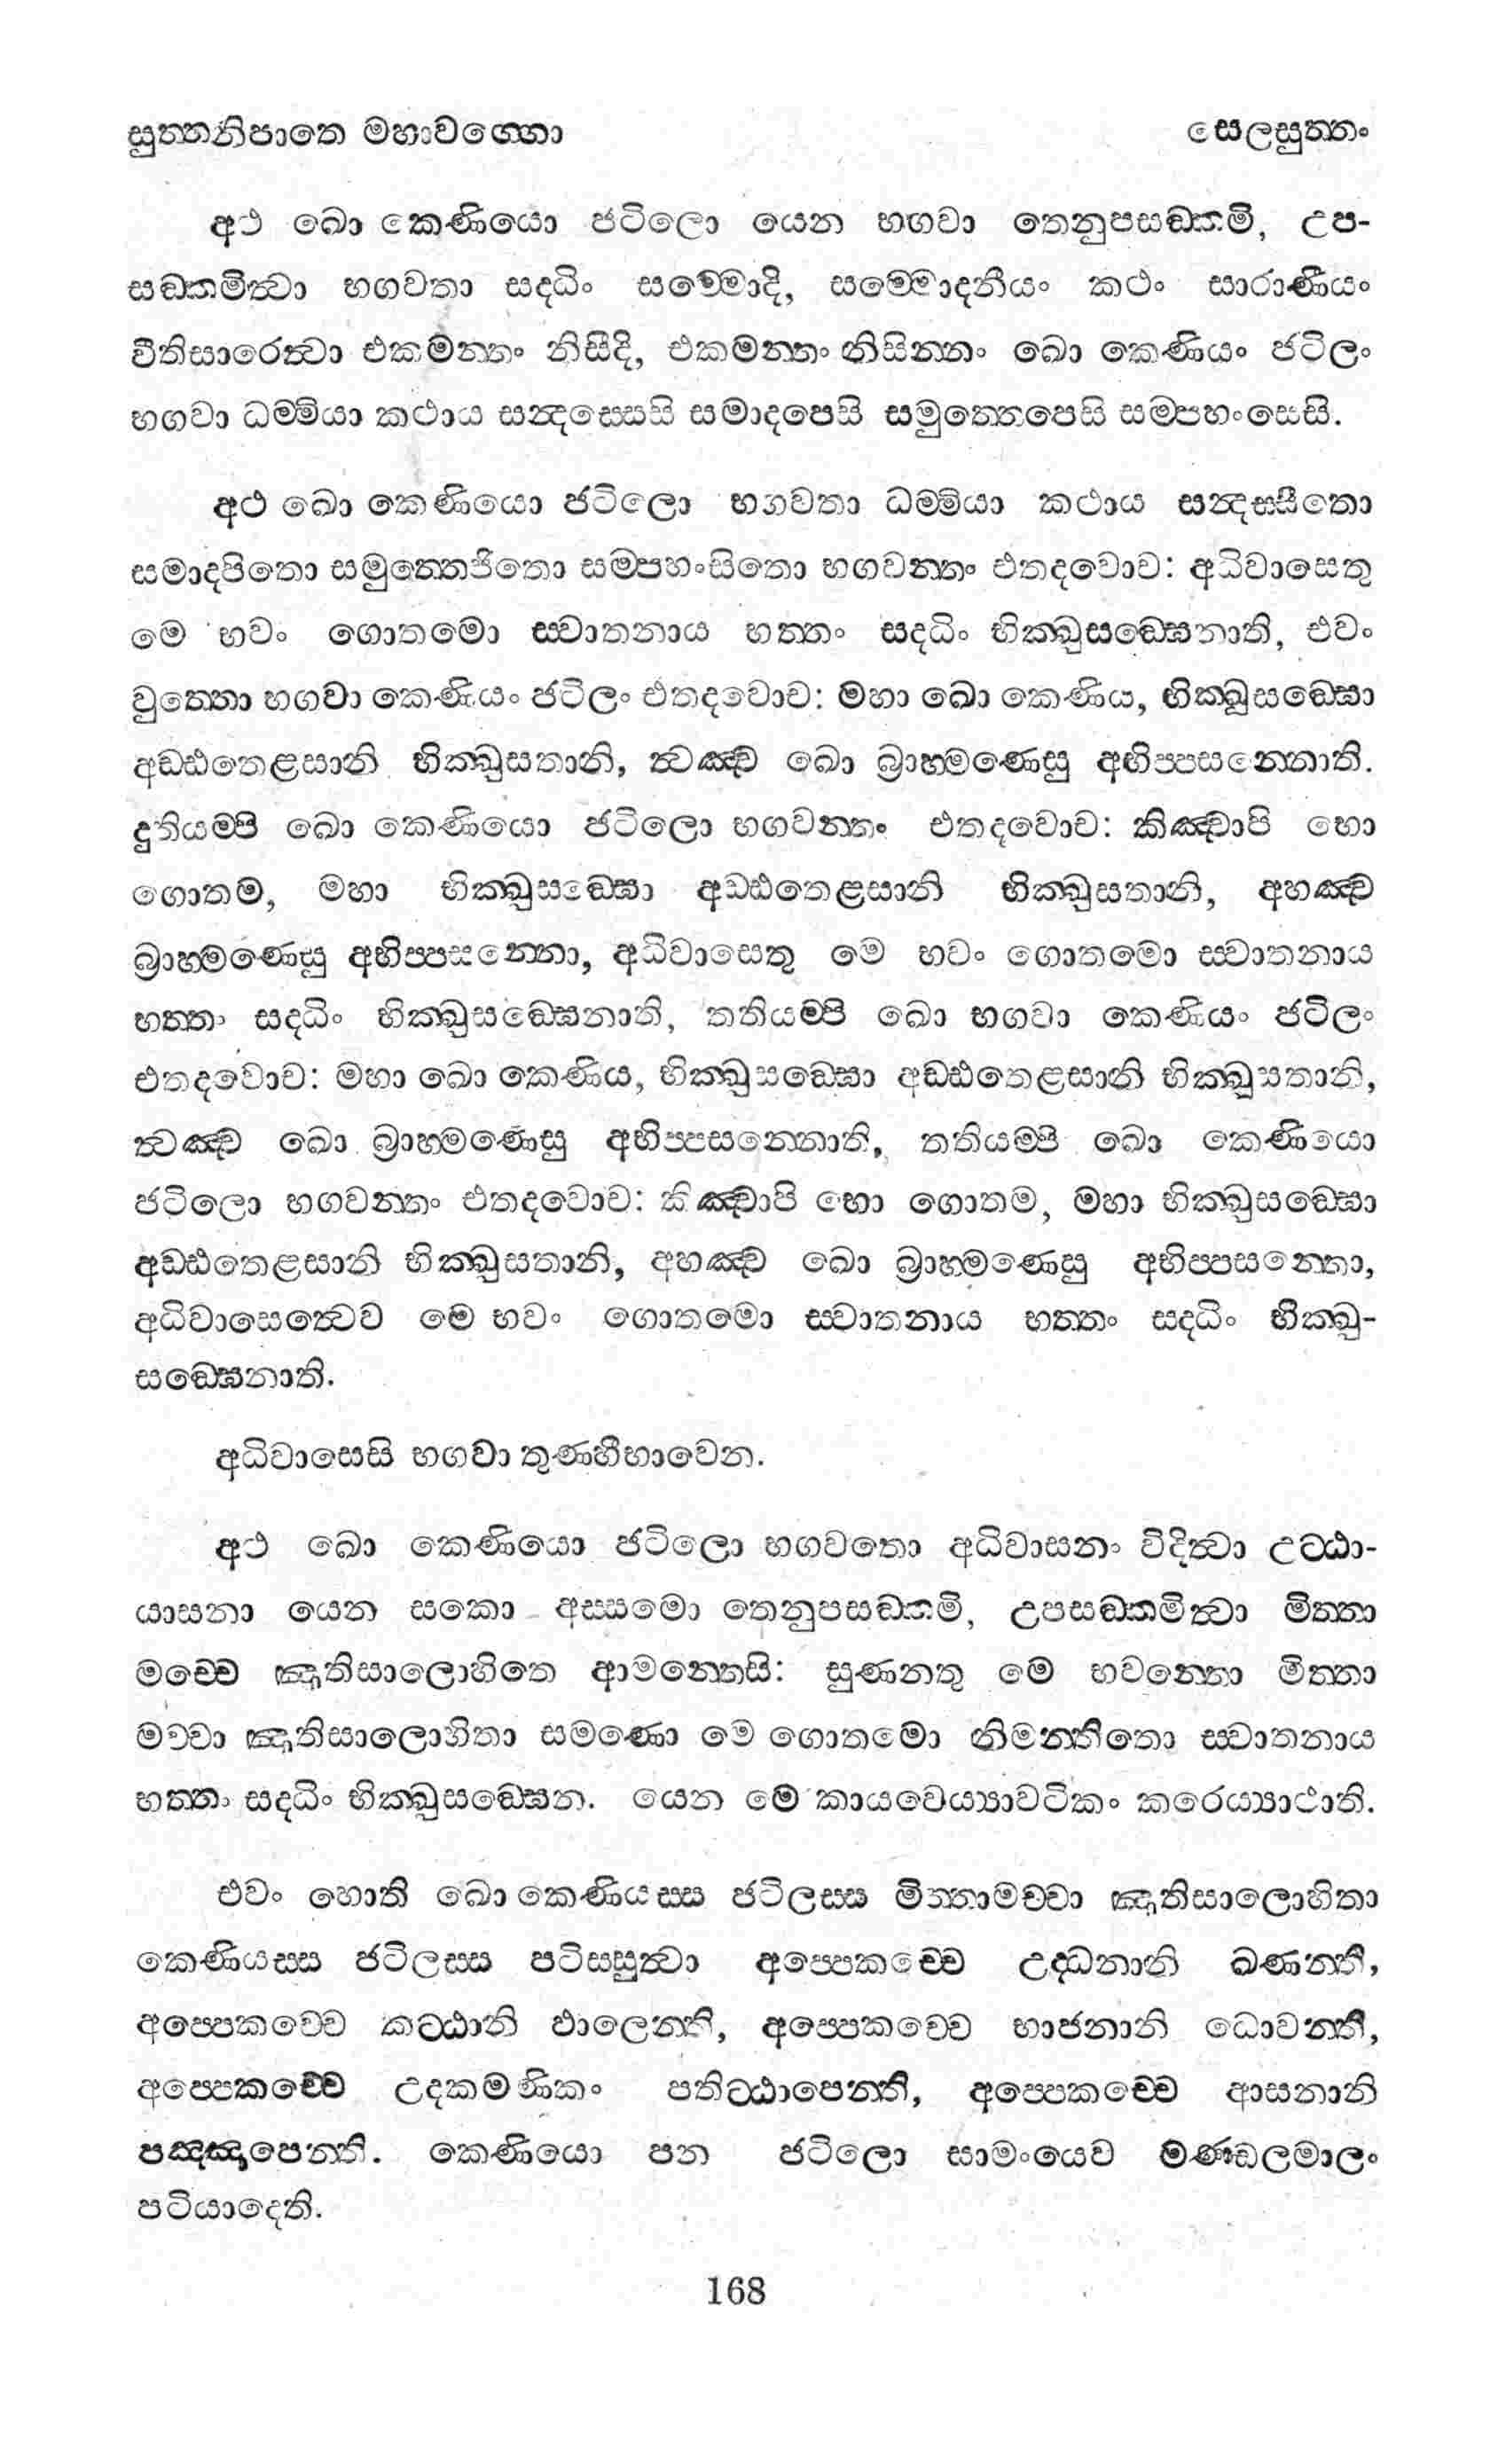 සුත්තනිපාතෙ මහාවග්ගො සෙලසුත්තං
අථ ඛො කෙණියො ජටිලො යෙන භගවා තෙනුපසඞ්කමි, උප-
සඞ්කමිත්වා භගවතා සද්ධිං සම්මොදි, සම්මොදනීයං කථං සාරාණීයං
වීතිසාරෙත්වා එකමන්තං නිසීදි, එකමන්තං නිසින්නං ඛො කෙණියං ජටිලං
භගවා ධම්මියා කථාය සන්දස්සෙසි සමාදපෙසි සමුත්තෙපෙසි සම්පහංසෙසි.
අථ ඛො කෙණියො ජටිලො භගවතා ධම්මියා කථාය සන්දස්සීතො
සමාදපිතො සමුත්තෙජිතො සම්පහංසිතො භගවන්තං එතදවොච: අධිවාසෙතු
මෙ භවං ගොතමො ස්වාතනාය භත්තං සද්ධිං භික්ඛුසඞ්ඝෙනාති, එවං
වුත්තො භගවා කෙණියං ජටිලං එතදවොච: මහා ඛො කෙණිය, භික්ඛුසඞ්ඝො
අඩ්ඪතෙළසානි භික්ඛුසතානි, ත්වඤ්ච ඛො බ්‍රාහ්මණෙසු අභිප්පසන්නොති.
දුතියම්පි ඛො කෙණියො ජටිලො භගවන්තං එතදවොච: කිඤ්චාපි භො
ගොතම, මහා භික්ඛුසඞ්ඝො අඩ්ඪතෙළසානි භික්ඛුසතානි, අහඤ්ච
බ්‍රාහ්මණෙසු අභිප්පසන්නො, අධිවාසෙතු මෙ භවං ගොතමො ස්වාතනාය
භත්තං සද්ධිං භික්ඛුසඞ්ඝෙනාති, තතියම්පි ඛො භගවා කෙණියං ජටිලං
එතදවොච: මහා ඛො කෙණිය, භික්ඛුසඞ්ඝො අඩ්ඪතෙළසානි භික්ඛුසතානි,
ත්වඤ්ච ඛො බ්‍රාහ්මණෙසු අභිප්පසන්නොති, තතියම්පි ඛො කෙණියො
ජටිලො භගවන්තං එතදවොච: කිඤ්චාපි භො ගොතම, මහා භික්ඛුසඞ්ඝො
අඩ්ඪතෙළසානි භික්ඛුසතානි, අහඤ්ච ඛො බ්‍රාහ්මණෙසු අභිප්පසන්නො,
අධිවාසෙත්වෙව මෙ භවං ගොතමො ස්වාතනාය භත්තං සද්ධිං භික්ඛු-
සඞ්ඝෙනාති.
අධිවාසෙසි භගවා තුණ්හීභාවෙන.
අථ ඛො කෙණියො ජටිලො භගවතො අධිවාසනං විදිත්වා උට්ඨා-
යාසනා යෙන සකො අස්සමො තෙනුපසඞ්කමි, උපසඞ්කමිත්වා මිත්තා
මච්චෙ ඤාතිසාලොහිතෙ ආමන්තෙසි: සුණන්තු මෙ භවන්තො මිත්තා
මච්චා ඤාතිසාලොහිතා සමණො මෙ ගොතමො නිමන්තිතො ස්වාතනාය
භත්තං සද්ධිං භික්ඛුසඞ්ඝෙන. යෙන මෙ කායවෙය්‍යාවටිකං කරෙය්‍යාථාති.
එවං හොති ඛො කෙණියස්ස ජටිලස්ස මිත්තාමච්චා ඤාතිසාලොහිතා
කෙණියස්ස ජටිලස්ස පටිස්සුත්වා අප්පෙකච්චෙ උද්ධනානි ඛණන්ති,
අප්පෙකච්චෙ කට්ඨානි ඵාලෙන්ති, අප්පෙකච්චෙ භාජනානි ධොවන්ති,
අප්පෙකච්චෙ උදකමණිකං පතිට්ඨාපෙන්ති, අප්පෙකච්චෙ ආසනානි
පඤ්ඤාපෙන්ති. කෙණියො පන ජටිලො සාමංයෙව මණ්ඩලමාලං
පටියාදෙති.
168